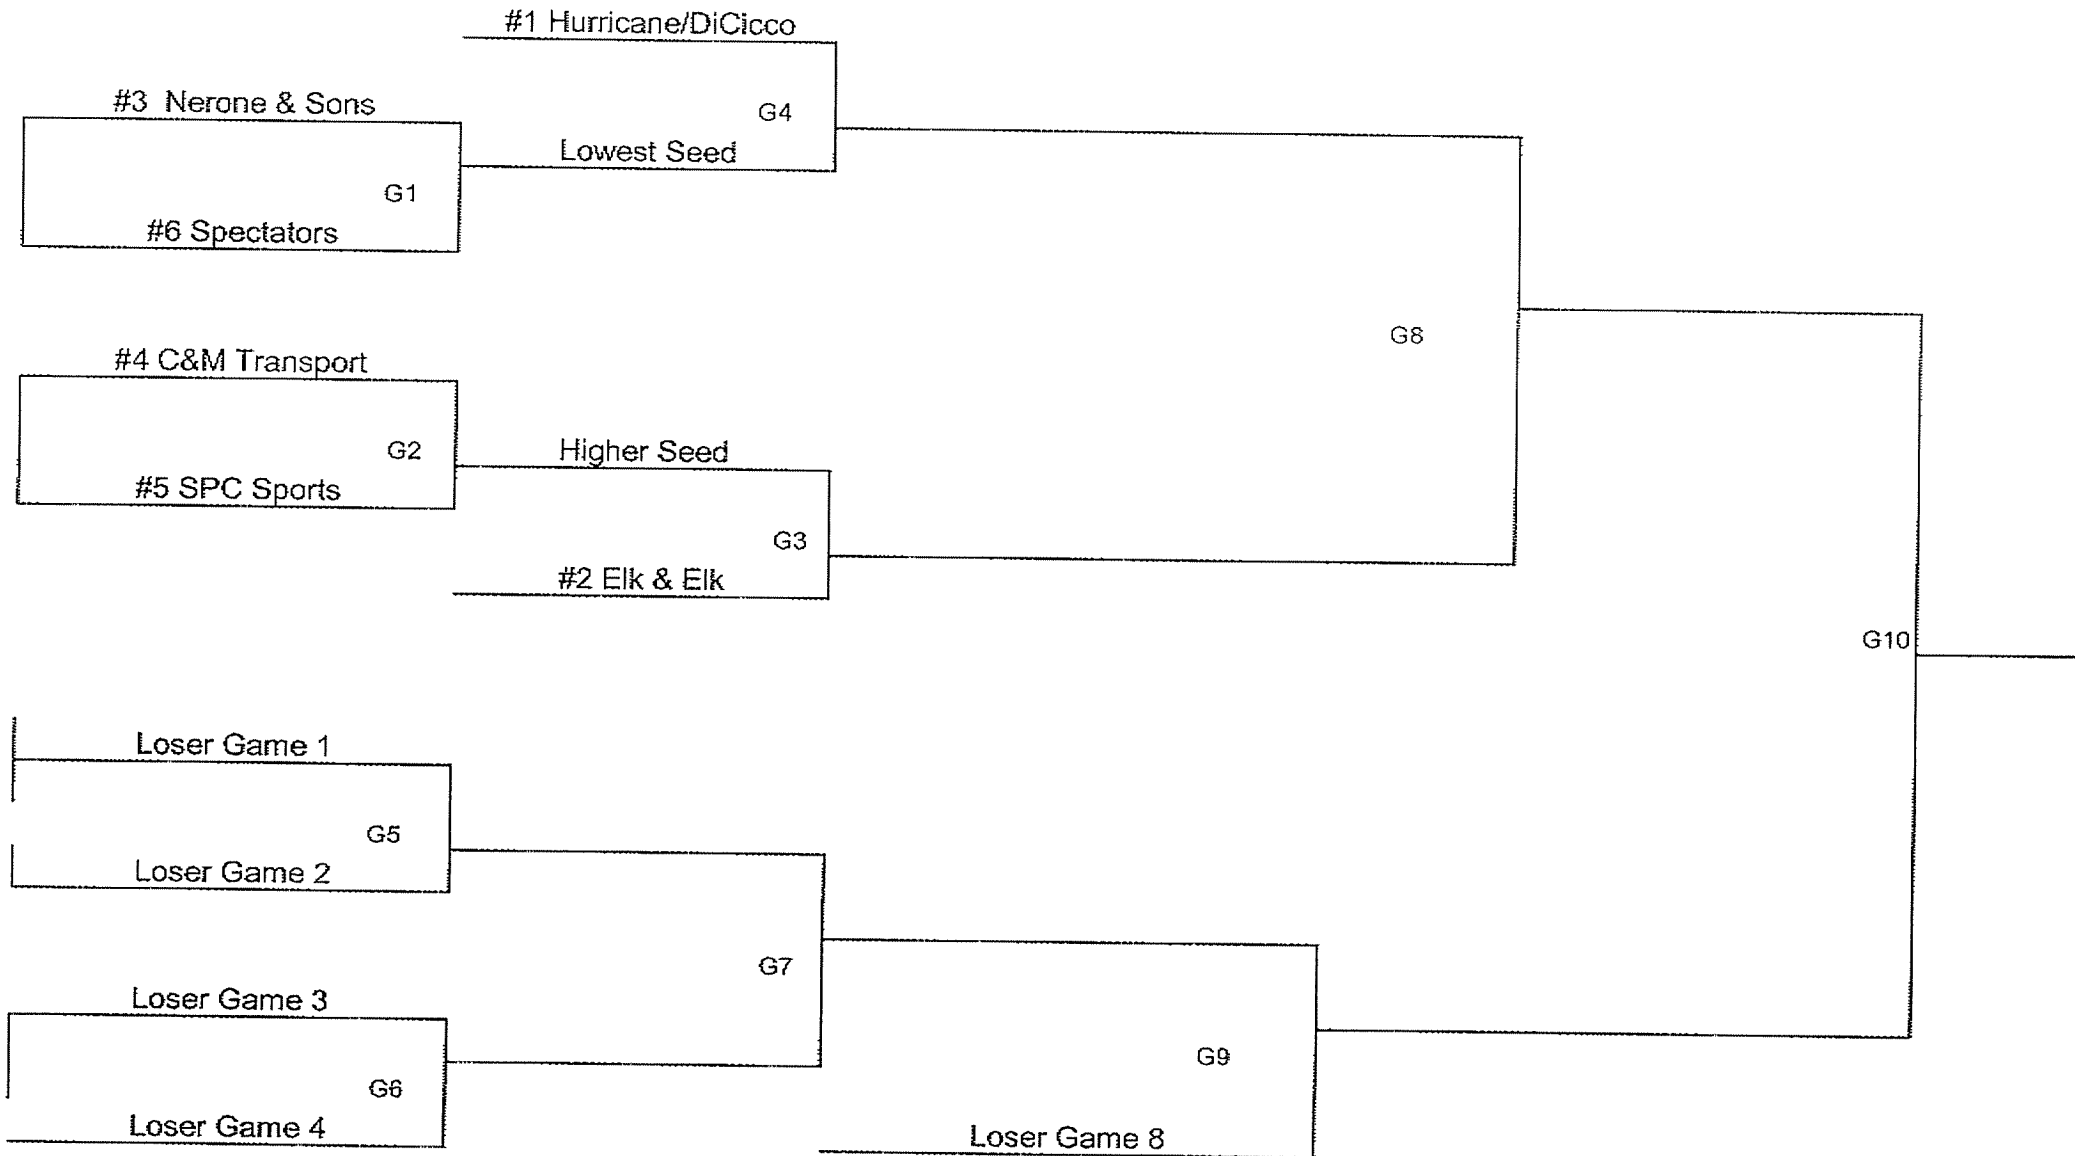 #1 Hurricane/DiCicco
#3 Nerone & Sons
G4
Lowest Seed
G1
#6 Spectators
G8
#4 C&M Transport
G2
Higher Seed
#5 SPC Sports
G3
#2 Elk & Elk
G10
Loser Game 1
G5
Loser Game 2
G7
Loser Game 3
G9
G6
Loser Game 4
Loser Game 8